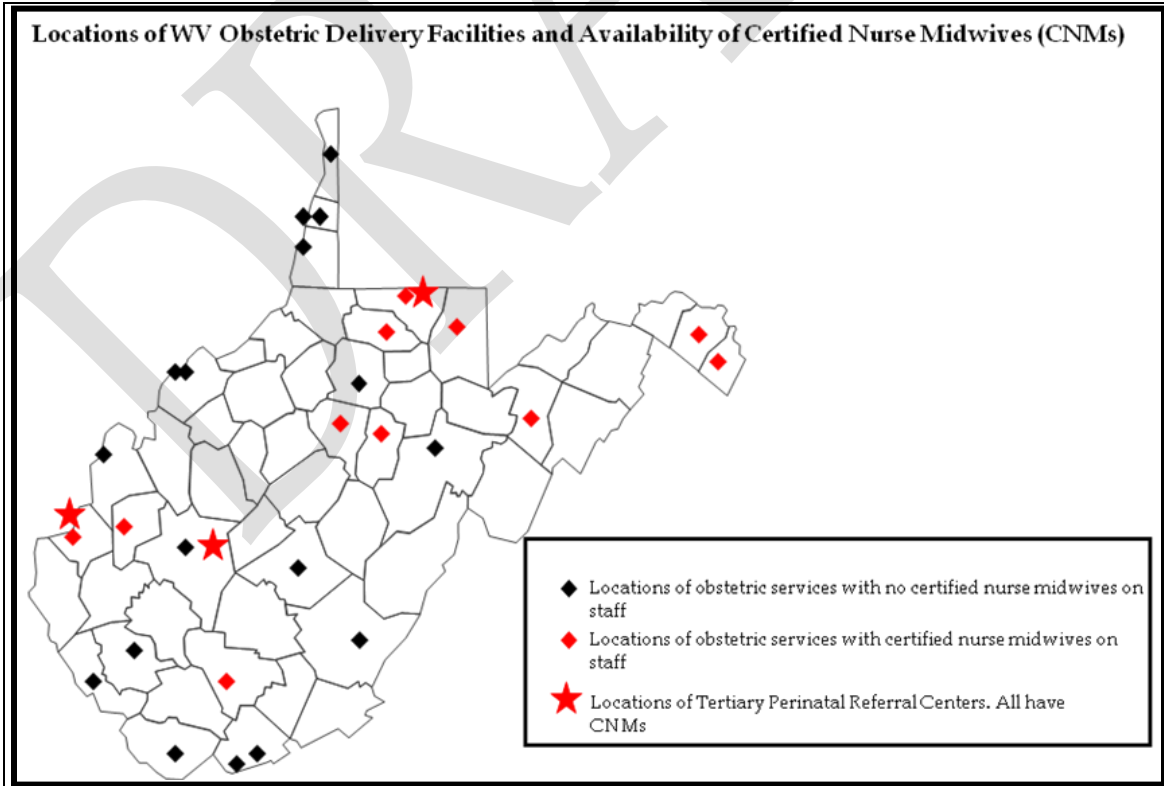 Locations of WV Obstetric Delivery Facilities and Availability of Certified Nurse Midwives (CNMs)
DRA
Locations of obstetric services with no certified nurse midwives on
staff
Locations of obstetric services with certified nurse midwives on
staff
Locations of Tertiary Perinatal Referral Centers. All have
CNMs